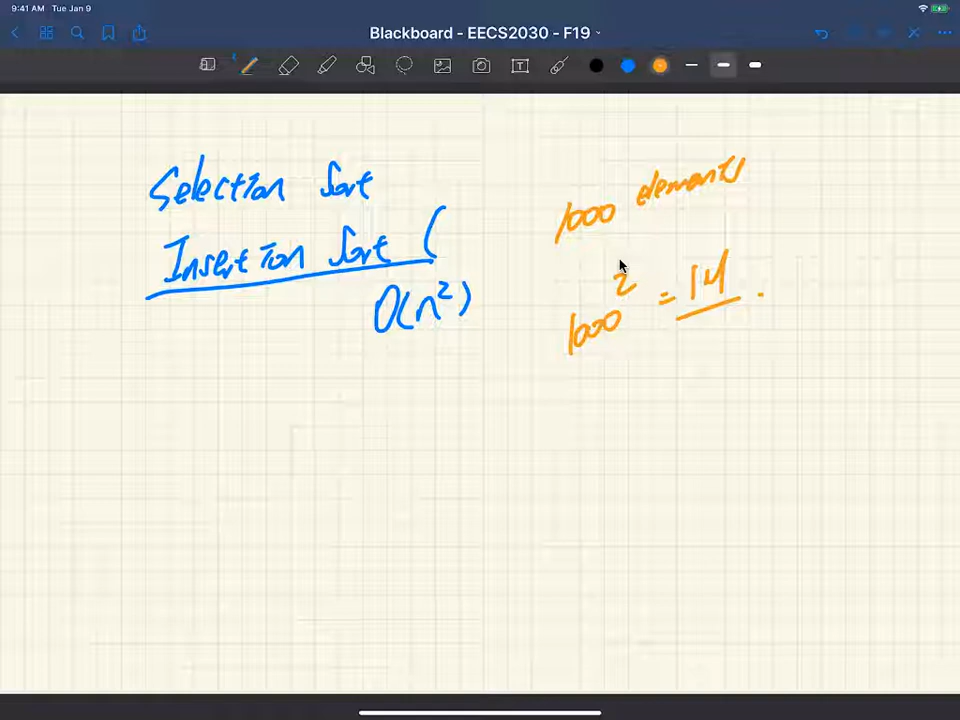 9:41 AM Tue Jan 9
Blackboard - EECS2030 - F19
Selection Sort
Insertion Sort (
O(n²)
1000 elements
1000² = 1M.